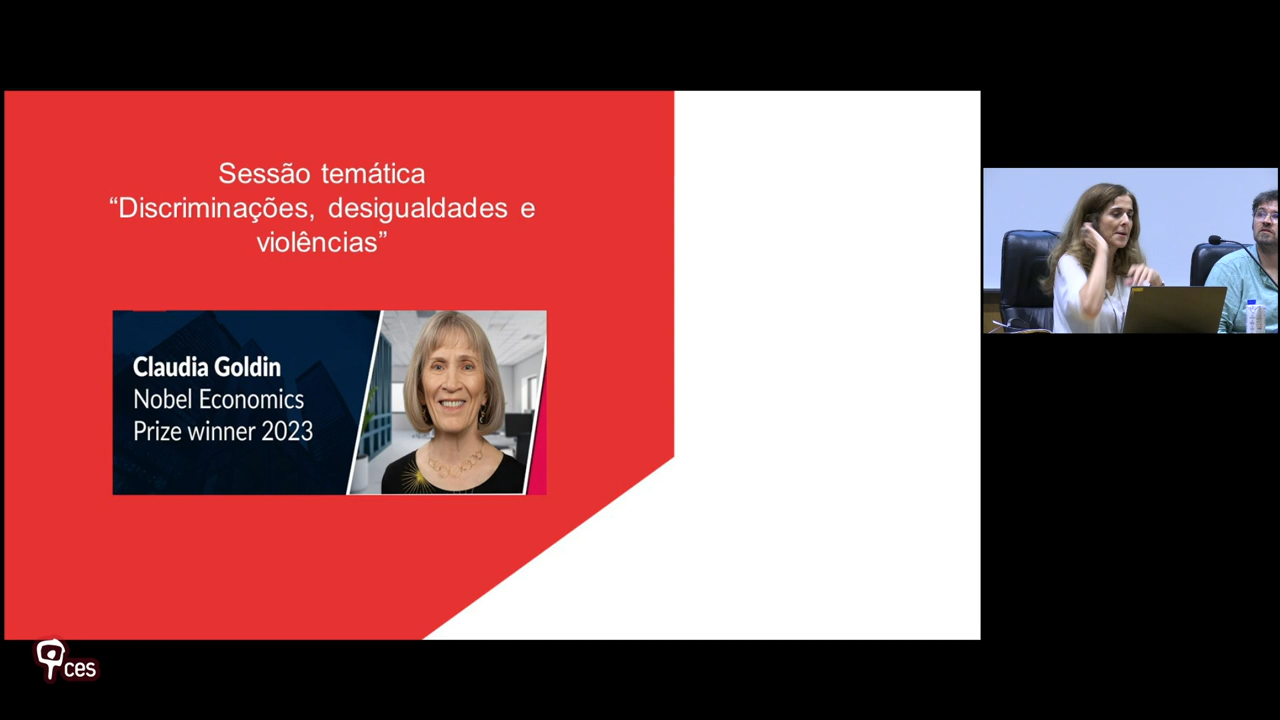 Sessão temática
“Discriminações, desigualdades e
violências”
Claudia Goldin
Nobel Economics
Prize winner 2023
ces